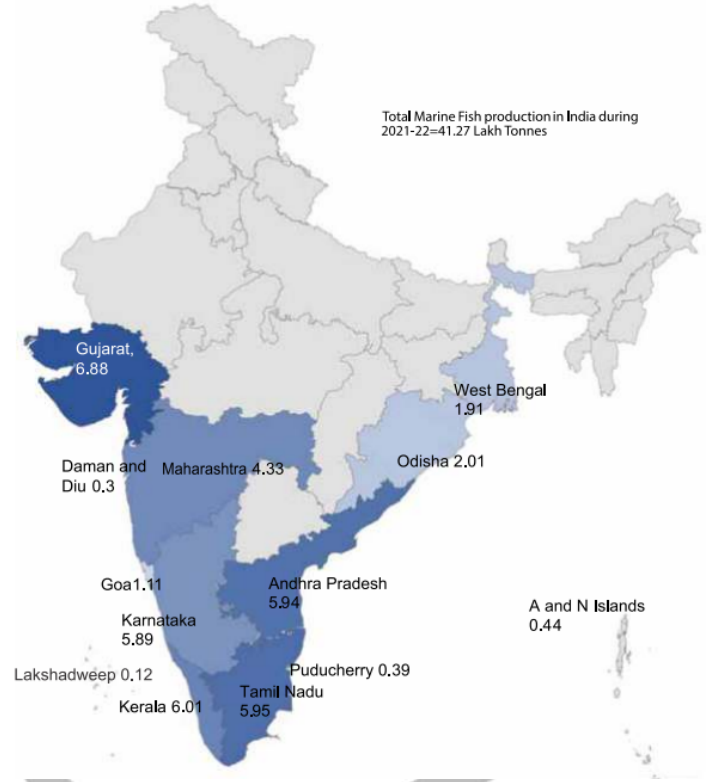 Total Marine Fish production in India during
2021-22=41.27 Lakh Tonnes
Gujarat,
6.88
West Bengal
1.91
Daman and
Diu 0.3
Maharashtra 4.33
Odisha 2.01
Goa1.11
Andhra Pradesh
5.94
A and N Islands
0.44
Karnataka
5.89
Lakshadweep 0.12
Puducherry 0.39
Kerala 6.01
Tamil Nadu
5.95